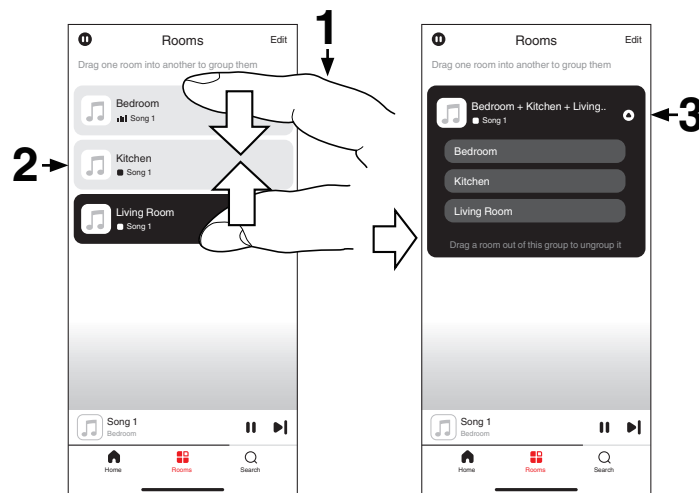 1
Rooms
Edit
Drag one room into another to group them
Bedroom
Song 1
2
Kitchen
Song 1
Living Room
Song 1
Song 1
Bedroom
Home
Rooms
Search
Rooms
Edit
Drag one room into another to group them
Bedroom + Kitchen + Living..
Song 1
3
Bedroom
Kitchen
Living Room
Drag a room out of this group to ungroup it
Song 1
Bedroom
Home
Rooms
Search